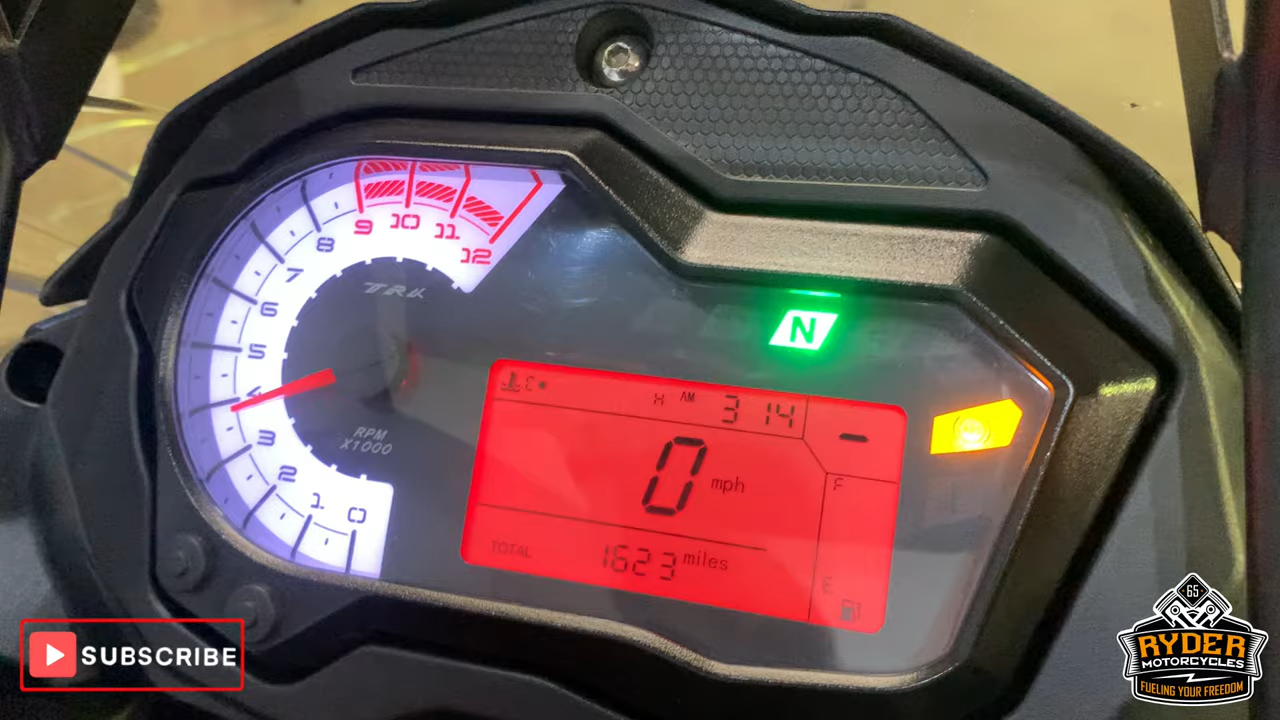 9 10 11 12
8
7
6
5
4
3
2
1
0
TRK
RPM
X1000
N
AM 3 14
0 mph
F
TOTAL 1623 miles
E
SUBSCRIBE
65
RYDER
MOTORCYCLES
FUELING YOUR FREEDOM